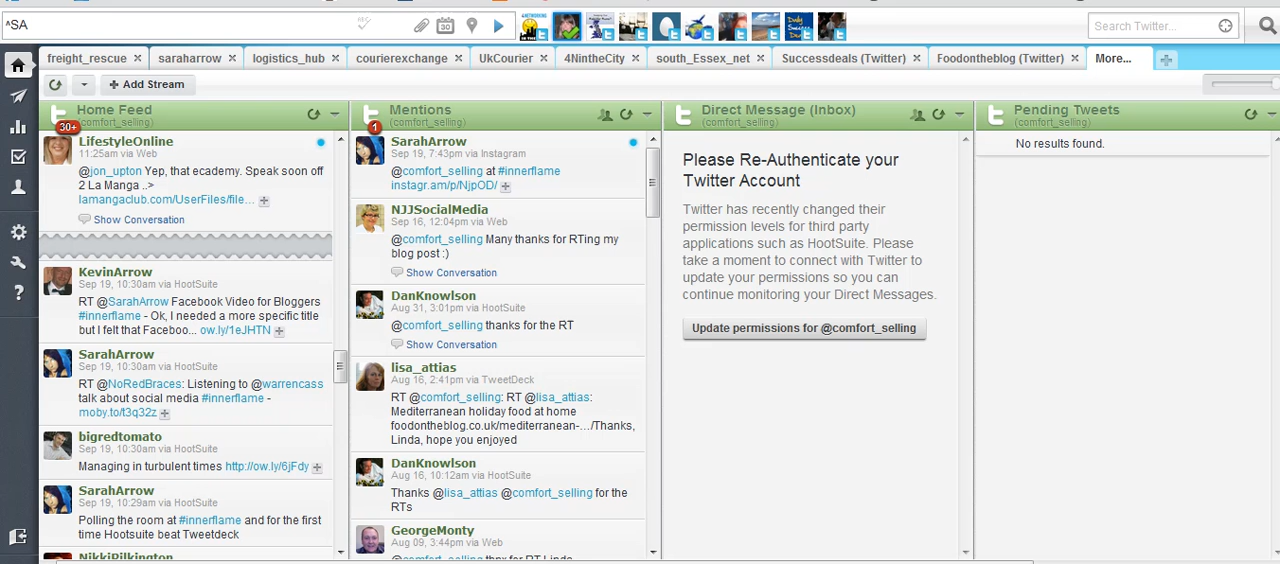 ^SA
Search Twitter...
freight_rescue
saraharrow
logistics_hub
courierexchange
UkCourier
4NintheCity
south_Essex_net
Successdeals (Twitter)
Foodontheblog (Twitter)
More...
Add Stream
Home Feed
(comfort_selling)
30+
LifestyleOnline
11:25am via Web
@jon_upton Yep, that ecademy. Speak soon off
2 La Manga ..>
lamangaclub.com/UserFiles/file...
Show Conversation
KevinArrow
Sep 19, 10:30am via HootSuite
RT @SarahArrow Facebook Video for Bloggers
#innerflame - Ok, I needed a more specific title
but I felt that Faceboo... ow.ly/1eJHTN
SarahArrow
Sep 19, 10:30am via HootSuite
RT @NoRedBraces: Listening to @warrencass
talk about social media #innerflame -
moby.to/t3q32z
bigredtomato
Sep 19, 10:30am via HootSuite
Managing in turbulent times http://ow.ly/6jFdy
SarahArrow
Sep 19, 10:29am via HootSuite
Polling the room at #innerflame and for the first
time Hootsuite beat Tweetdeck
NikkiPilkington
Mentions
(comfort_selling)
1
SarahArrow
Sep 19, 7:43pm via Instagram
@comfort_selling at #innerflame
instagr.am/p/NjpOD/
NJJSocialMedia
Sep 16, 12:04pm via Web
@comfort_selling Many thanks for RTing my
blog post :)
Show Conversation
DanKnowlson
Aug 31, 3:01pm via HootSuite
@comfort_selling thanks for the RT
Show Conversation
lisa_attias
Aug 16, 2:41pm via TweetDeck
RT @comfort_selling: RT @lisa_attias:
Mediterranean holiday food at home
foodontheblog.co.uk/mediterranean-.../Thanks,
Linda, hope you enjoyed
DanKnowlson
Aug 16, 10:12am via HootSuite
Thanks @lisa_attias @comfort_selling for the
RTs
GeorgeMonty
Aug 09, 3:44pm via Web
@comfort_selling thnx for RT Linda
Direct Message (Inbox)
(comfort_selling)
Please Re-Authenticate your
Twitter Account
Twitter has recently changed their
permission levels for third party
applications such as HootSuite. Please
take a moment to connect with Twitter to
update your permissions so you can
continue monitoring your Direct Messages.
Update permissions for @comfort_selling
Pending Tweets
(comfort_selling)
No results found.